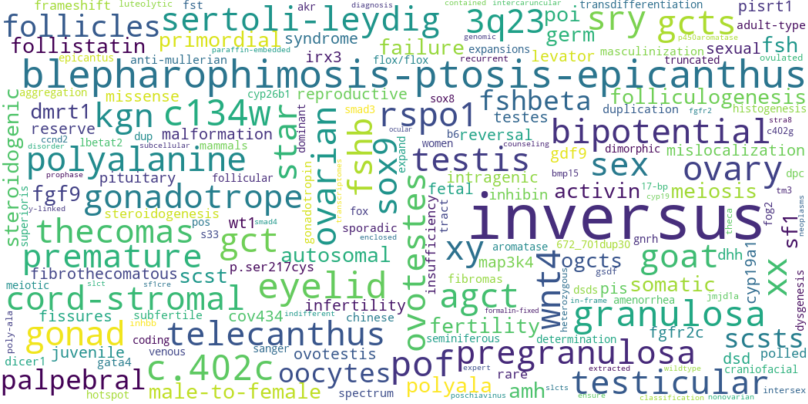 frameshift luteolytic fst akr diagnosis contained intercaruncular transdifferentiation pisrt1
follicles sertoli-leydig 3q23 poi sry gcts adult-type
follistatin primordial syndrome failure germ genomic expansions p450aromatase masculinization sexual fsh
paraffin-embedded irx3 recurrent levator truncated ovulated
epicantus anti-mullerian flox/flox
blepharophimosis-ptosis-epicanthus
aggregation missense cyp26b1 reproductive sox8 fshbeta duplication fgfr2 folliculogenesis histogenesis
dmrt1 kgn c134w star dominant ovarian fshb smad3 sox9 ocular expand rspo1 testes stra8
reserve ccnd2 dup malformation women b6 reversal bipotential dimorphic c402g
disorder lbetat2 subcellular mammals testis counseling gdf9 mislocalization
steroidogenic polyalanine prophase pituitary follicular intragenic bmp15 sex ovary dpc
fgf9 gonadotrope gonadotropin fetal inhibin activin 17-bp meiosis tm3
superioris y-linked steroidogenesis fox tract cyp19 theca fog2 sf1 neoplasms
thecomas pos wt1 smad4 sporadic ovotestes insufficiency inversus
s33 gct enclosed xy aromatase 672_701dup30 gnrh goat dhh xx
premature autosomal map3k4 wnt4 ogcts gsdf cyp19a1
fibrothecomatous scst p.ser217cys fibromas dsds pis somatic dysgenesis
meiotic slct sf1cre eyelid agct formalin-fixed heterozygous amenorrhea jmjd1a
cord-stromal infertility in-frame granulosa
fissures subfertile cov434 indifferent chinese fertility seminiferous determination fgfr2c scsts
poly-ala gonad inhbb telecanthus ovotestis pof pregranulosa dsd polled
juvenile coding sanger craniofacial
dicer1 gata4 venous c.402c oocytes expert rare extracted wildtype intersex
palpebral male-to-female spectrum polyala amh slcts testicular
hotspot poschiavinus ensure classification nonovarian